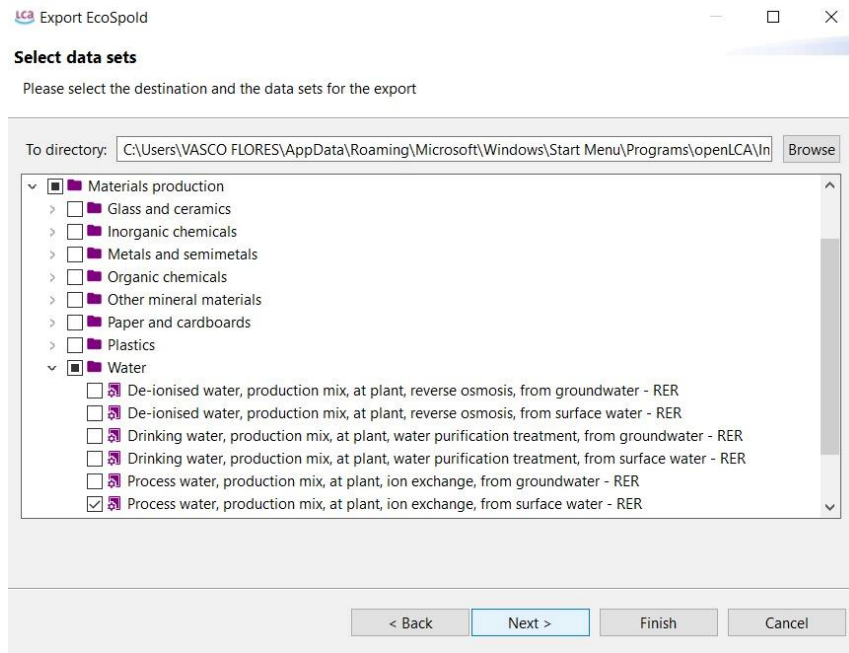 LCA Export EcoSpold
Select data sets
Please select the destination and the data sets for the export
To directory: C:\Users\VASCO FLORES\AppData\Roaming\Microsoft\Windows\Start Menu\Programs\openLCA\In Browse
Materials production
Glass and ceramics
Inorganic chemicals
Metals and semimetals
Organic chemicals
Other mineral materials
Paper and cardboards
Plastics
Water
De-ionised water, production mix, at plant, reverse osmosis, from groundwater - RER
De-ionised water, production mix, at plant, reverse osmosis, from surface water - RER
Drinking water, production mix, at plant, water purification treatment, from groundwater - RER
Drinking water, production mix, at plant, water purification treatment, from surface water - RER
Process water, production mix, at plant, ion exchange, from groundwater - RER
Process water, production mix, at plant, ion exchange, from surface water - RER
< Back Next > Finish Cancel